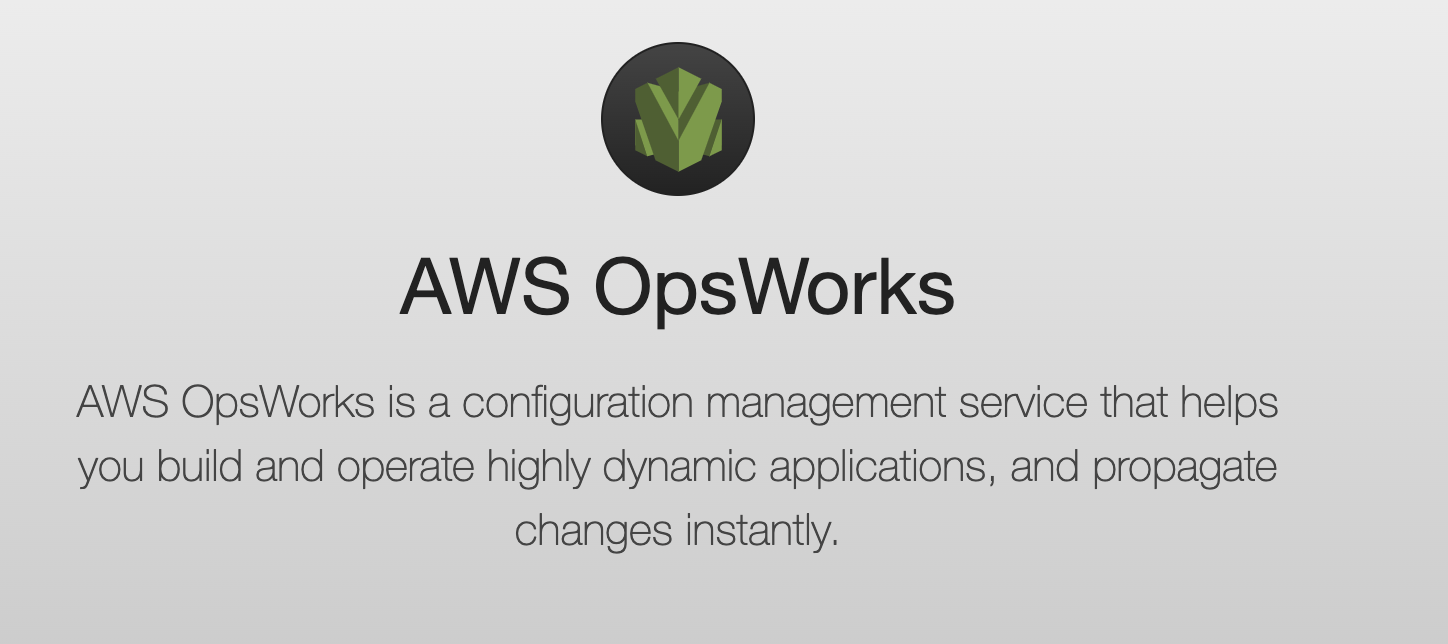 AWS OpsWorks
AWS OpsWorks is a configuration management service that helps
you build and operate highly dynamic applications, and propagate
changes instantly.